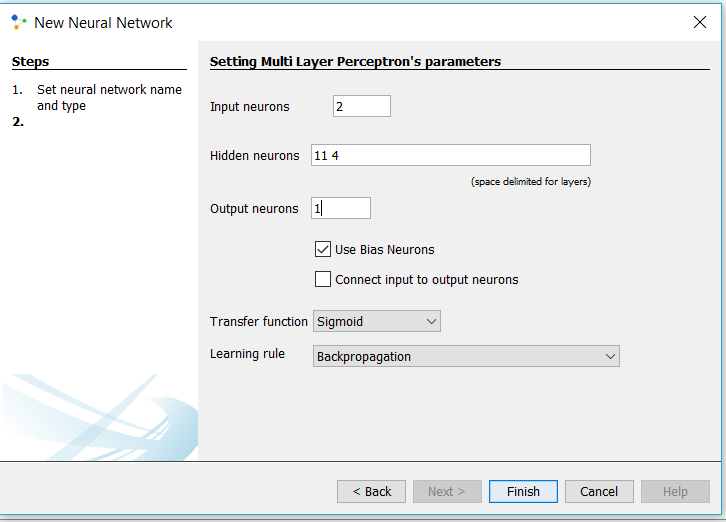 New Neural Network
Steps
1. Set neural network name
and type
2.
Setting Multi Layer Perceptron's parameters
Input neurons 2
Hidden neurons 11 4
(space delimited for layers)
Output neurons 1
Use Bias Neurons
Connect input to output neurons
Transfer function Sigmoid
Learning rule Backpropagation
< Back Next > Finish Cancel Help